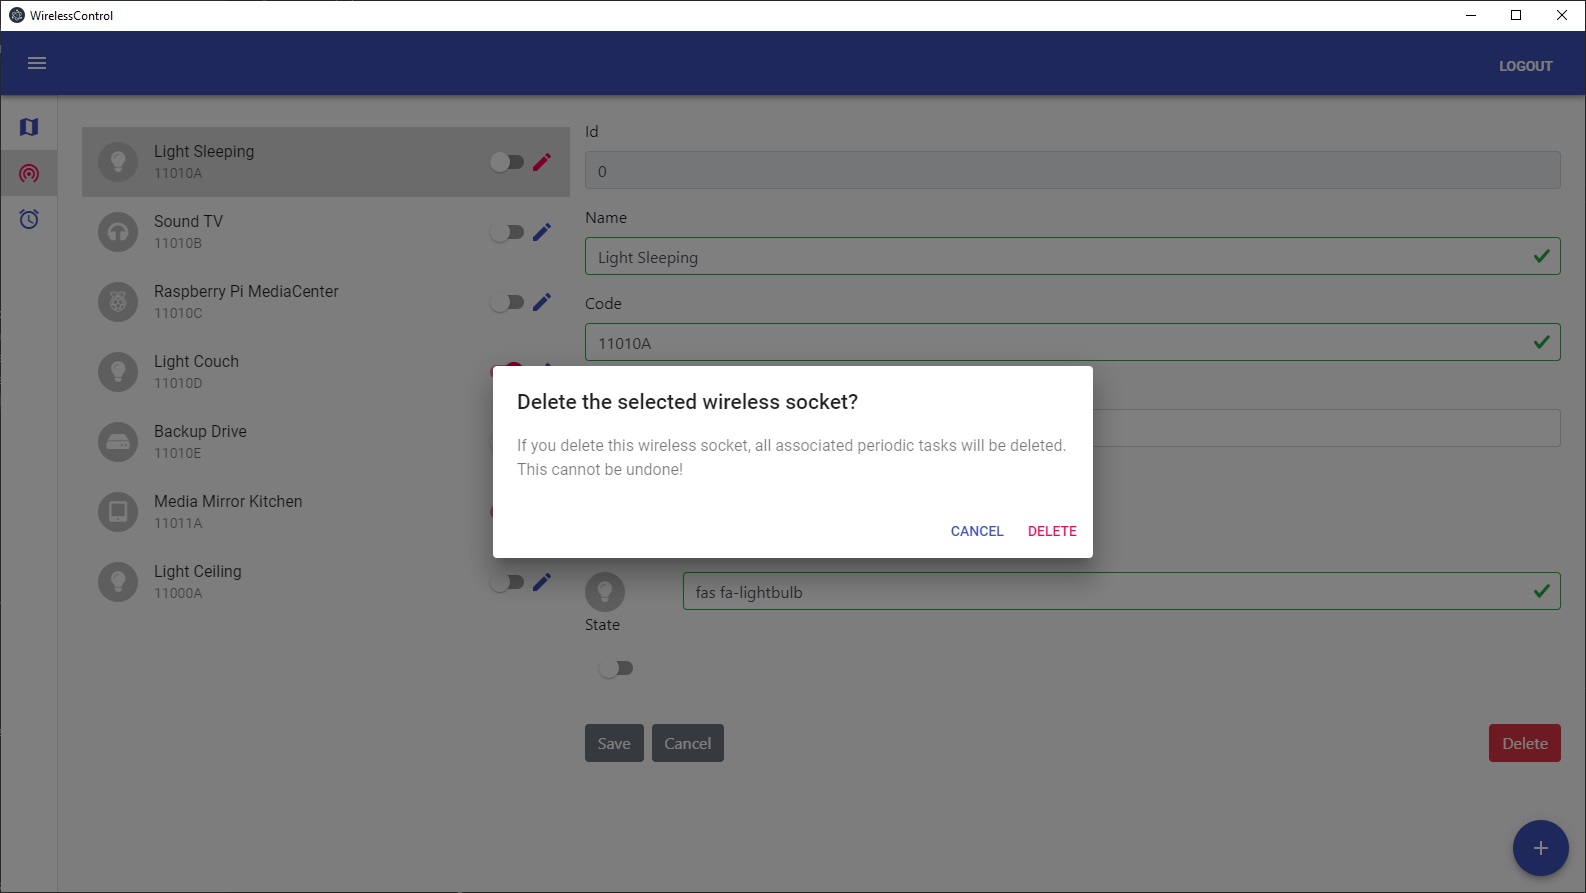 WirelessControl
LOGOUT
Light Sleeping
11010A
Sound TV
11010B
Raspberry Pi MediaCenter
11010C
Light Couch
11010D
Backup Drive
11010E
Media Mirror Kitchen
11011A
Light Ceiling
11000A
Id
0
Name
Light Sleeping
Code
11010A
Delete the selected wireless socket?
If you delete this wireless socket, all associated periodic tasks will be deleted.
This cannot be undone!
CANCEL DELETE
fas fa-lightbulb
State
Save Cancel Delete